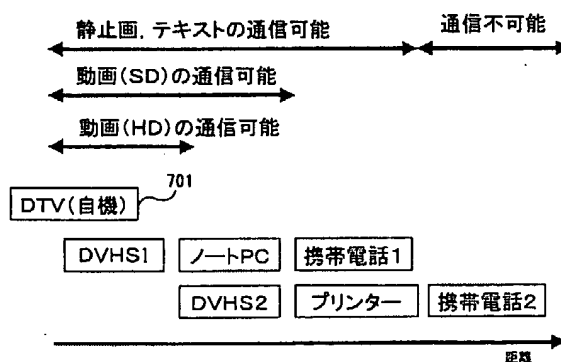 静止画，テキストの通信可能
通信不可能
動画(SD)の通信可能
動画(HD)の通信可能
701
DTV(自機)
DVHS1
ノートPC
携帯電話1
DVHS2
プリンター
携帯電話2
距離